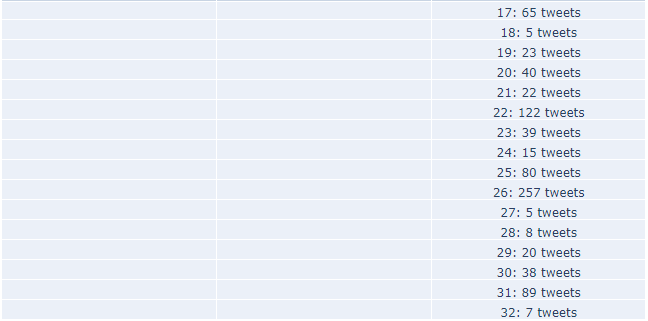 17: 65 tweets
18: 5 tweets
19: 23 tweets
20: 40 tweets
21: 22 tweets
22: 122 tweets
23: 39 tweets
24: 15 tweets
25: 80 tweets
26: 257 tweets
27: 5 tweets
28: 8 tweets
29: 20 tweets
30: 38 tweets
31: 89 tweets
32: 7 tweets